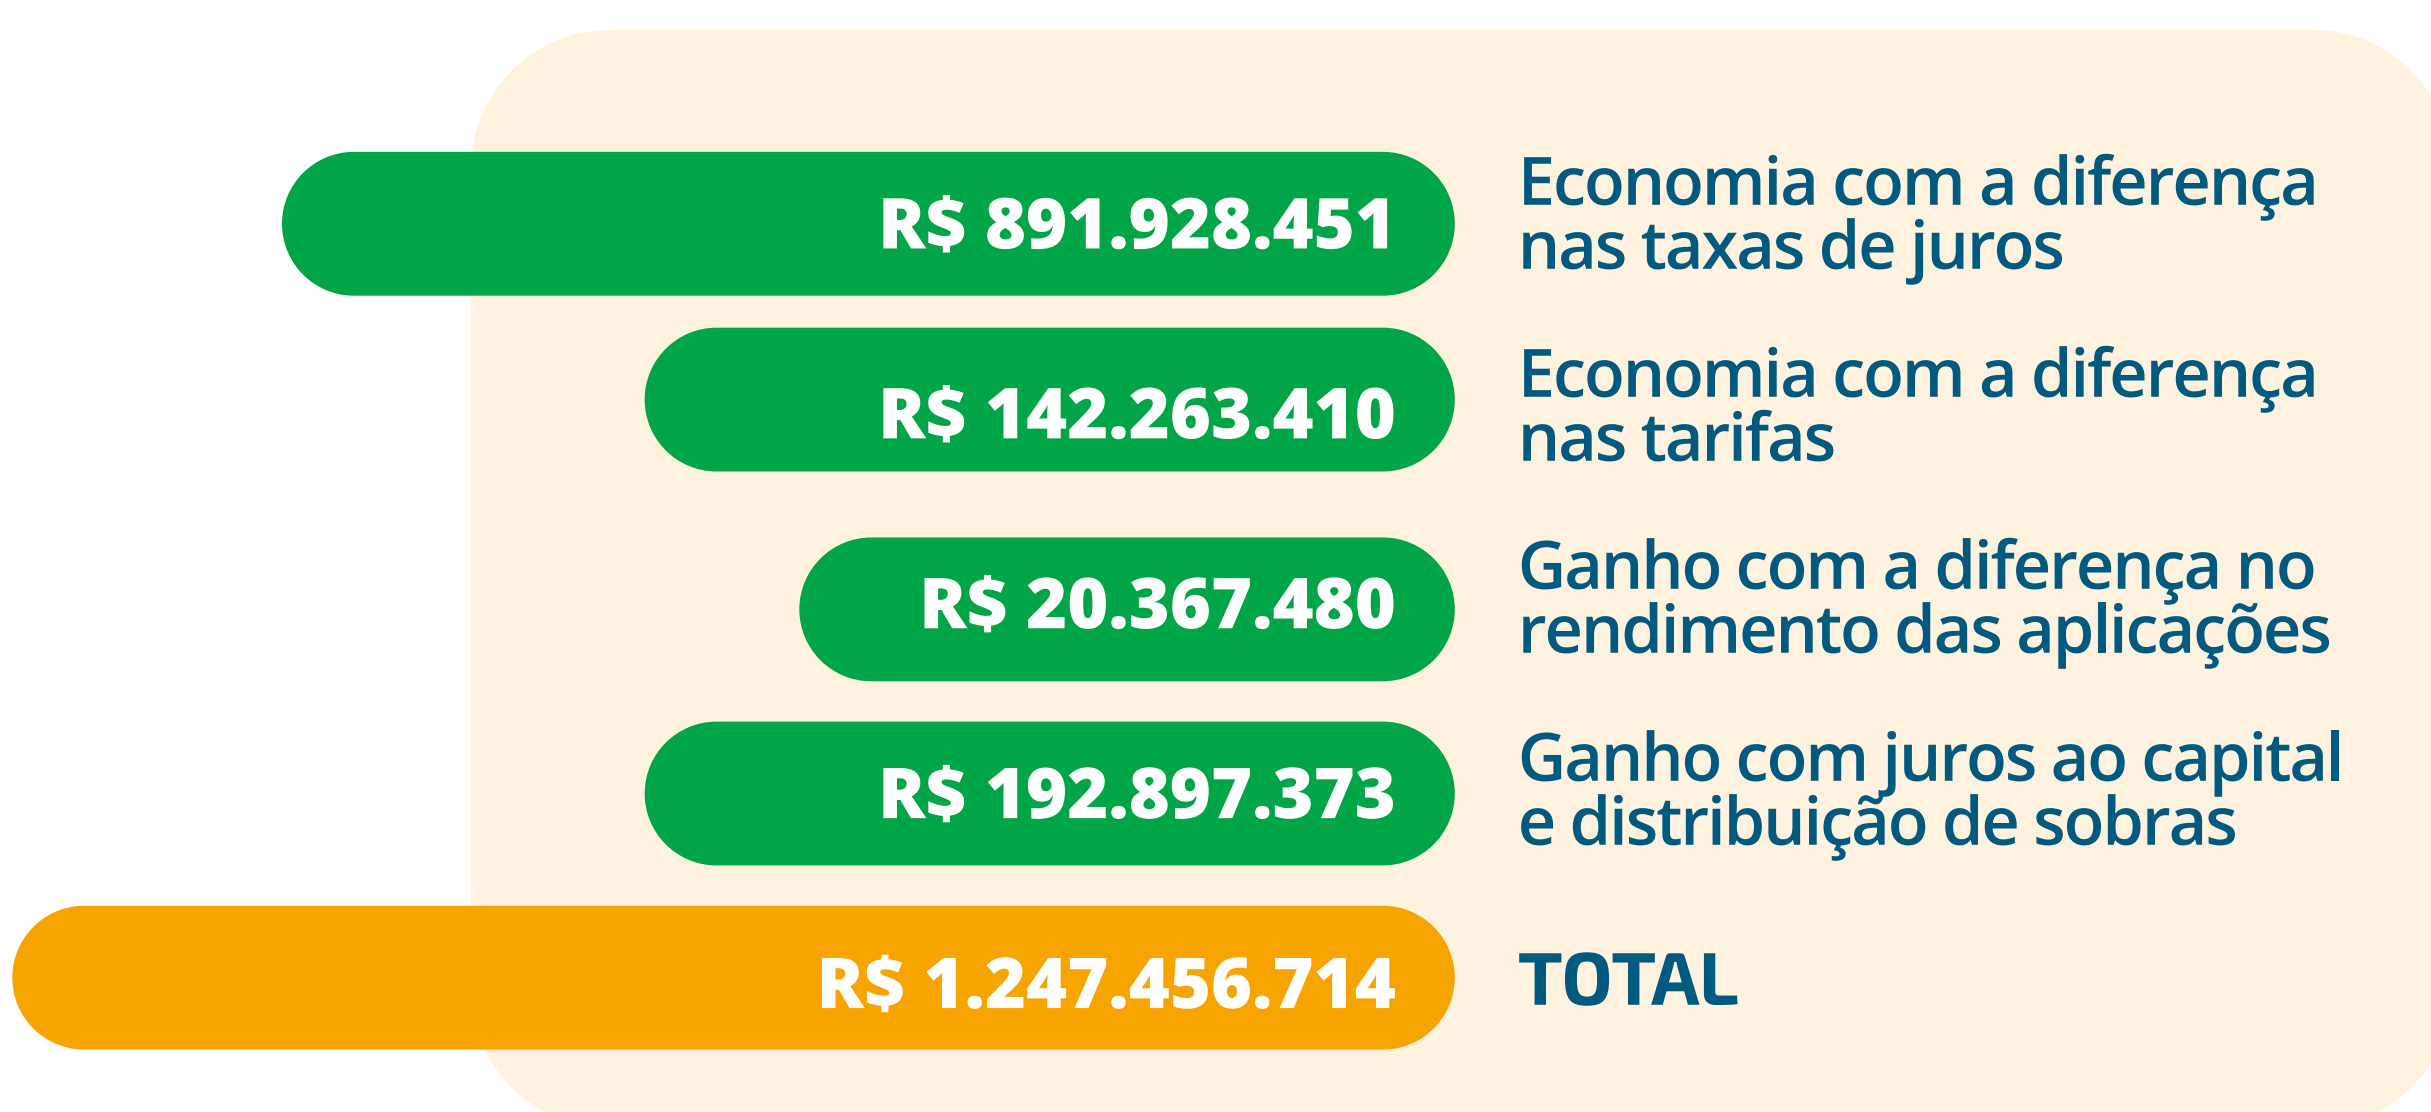 R$ 891.928.451
Economia com a diferença
nas taxas de juros
R$ 142.263.410
Economia com a diferença
nas tarifas
R$ 20.367.480
Ganho com a diferença no
rendimento das aplicações
R$ 192.897.373
Ganho com juros ao capital
e distribuição de sobras
R$ 1.247.456.714
TOTAL